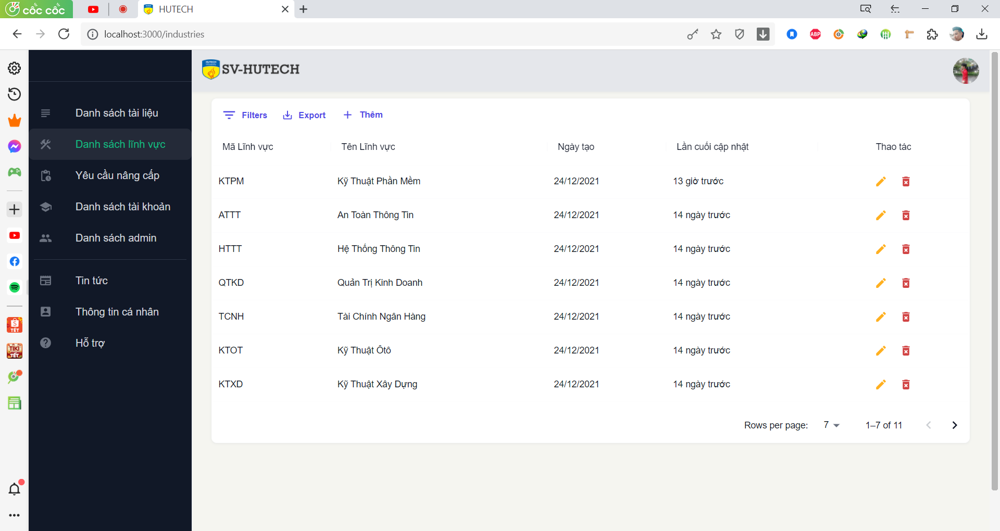 cốc cốc
HUTECH
localhost:3000/industries
SV-HUTECH
Danh sách tài liệu
Danh sách lĩnh vực
Yêu cầu nâng cấp
Danh sách tài khoản
Danh sách admin
Tin tức
Thông tin cá nhân
Hỗ trợ
Filters Export Thêm
Mã Lĩnh vực Tên Lĩnh vực Ngày tạo Lần cuối cập nhật Thao tác
KTPM Kỹ Thuật Phần Mềm 24/12/2021 13 giờ trước
ATTT An Toàn Thông Tin 24/12/2021 14 ngày trước
HTTT Hệ Thống Thông Tin 24/12/2021 14 ngày trước
QTKD Quản Trị Kinh Doanh 24/12/2021 14 ngày trước
TCNH Tài Chính Ngân Hàng 24/12/2021 14 ngày trước
KTOT Kỹ Thuật Ôtô 24/12/2021 14 ngày trước
KTXD Kỹ Thuật Xây Dựng 24/12/2021 14 ngày trước
Rows per page: 7 1–7 of 11
ABP
TẾT
TIKI
TẾT